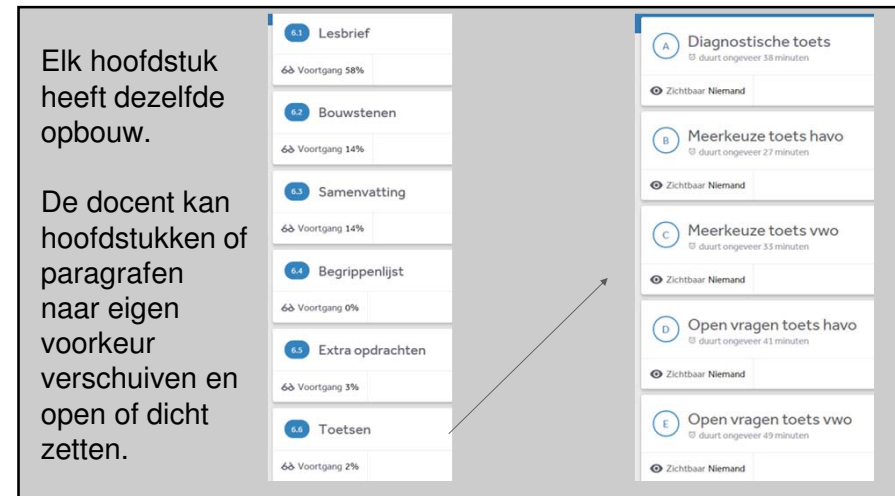 Elk hoofdstuk
heeft dezelfde
opbouw.
De docent kan
hoofdstukken of
paragrafen
naar eigen
voorkeur
verschuiven en
open of dicht
zetten.
6.1 Lesbrief
Voortgang 58%
6.2 Bouwstenen
Voortgang 14%
6.3 Samenvatting
Voortgang 14%
6.4 Begrippenlijst
Voortgang 0%
6.5 Extra opdrachten
Voortgang 3%
6.6 Toetsen
Voortgang 2%
A Diagnostische toets
duurt ongeveer 38 minuten
Zichtbaar Niemand
B Meerkeuze toets havo
duurt ongeveer 27 minuten
Zichtbaar Niemand
C Meerkeuze toets vwo
duurt ongeveer 33 minuten
Zichtbaar Niemand
D Open vragen toets havo
duurt ongeveer 41 minuten
Zichtbaar Niemand
E Open vragen toets vwo
duurt ongeveer 49 minuten
Zichtbaar Niemand